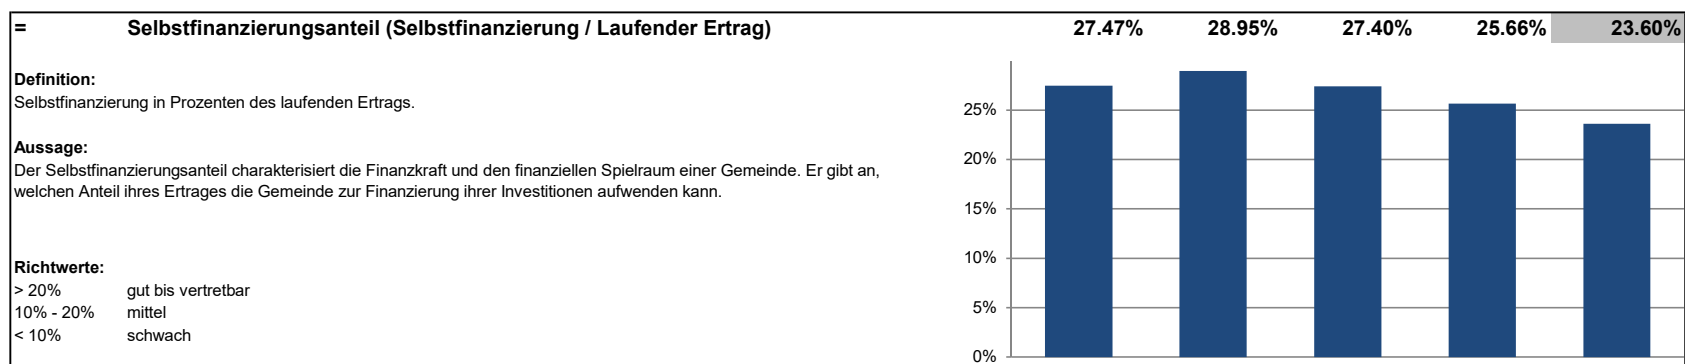 = Selbstfinanzierungsanteil (Selbstfinanzierung / Laufender Ertrag) 27.47% 28.95% 27.40% 25.66% 23.60%
Definition:
Selbstfinanzierung in Prozenten des laufenden Ertrags.
Aussage:
Der Selbstfinanzierungsanteil charakterisiert die Finanzkraft und den finanziellen Spielraum einer Gemeinde. Er gibt an,
welchen Anteil ihres Ertrages die Gemeinde zur Finanzierung ihrer Investitionen aufwenden kann.
Richtwerte:
> 20% gut bis vertretbar
10% - 20% mittel
< 10% schwach
25%
20%
15%
10%
5%
0%